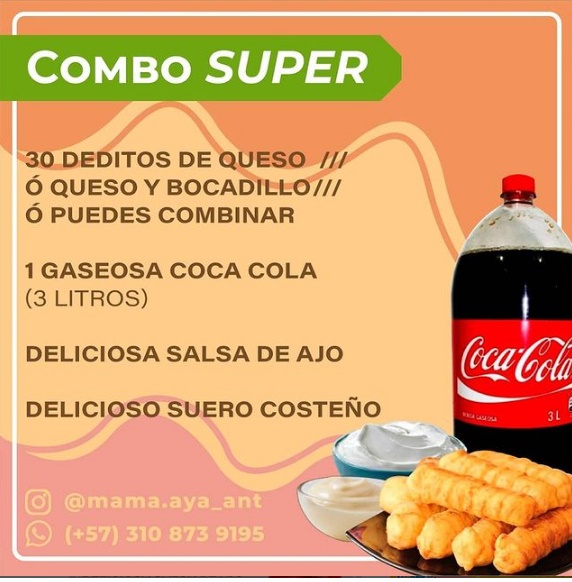 COMBO SUPER
30 DEDITOS DE QUESO ///
Ó QUESO Y BOCADILLO///
Ó PUEDES COMBINAR
1 GASEOSA COCA COLA
(3 LITROS)
DELICIOSA SALSA DE AJO
DELICIOSO SUERO COSTEÑO
Coca-Cola
3 L
@mama.aya_ant
(+57) 310 873 9195